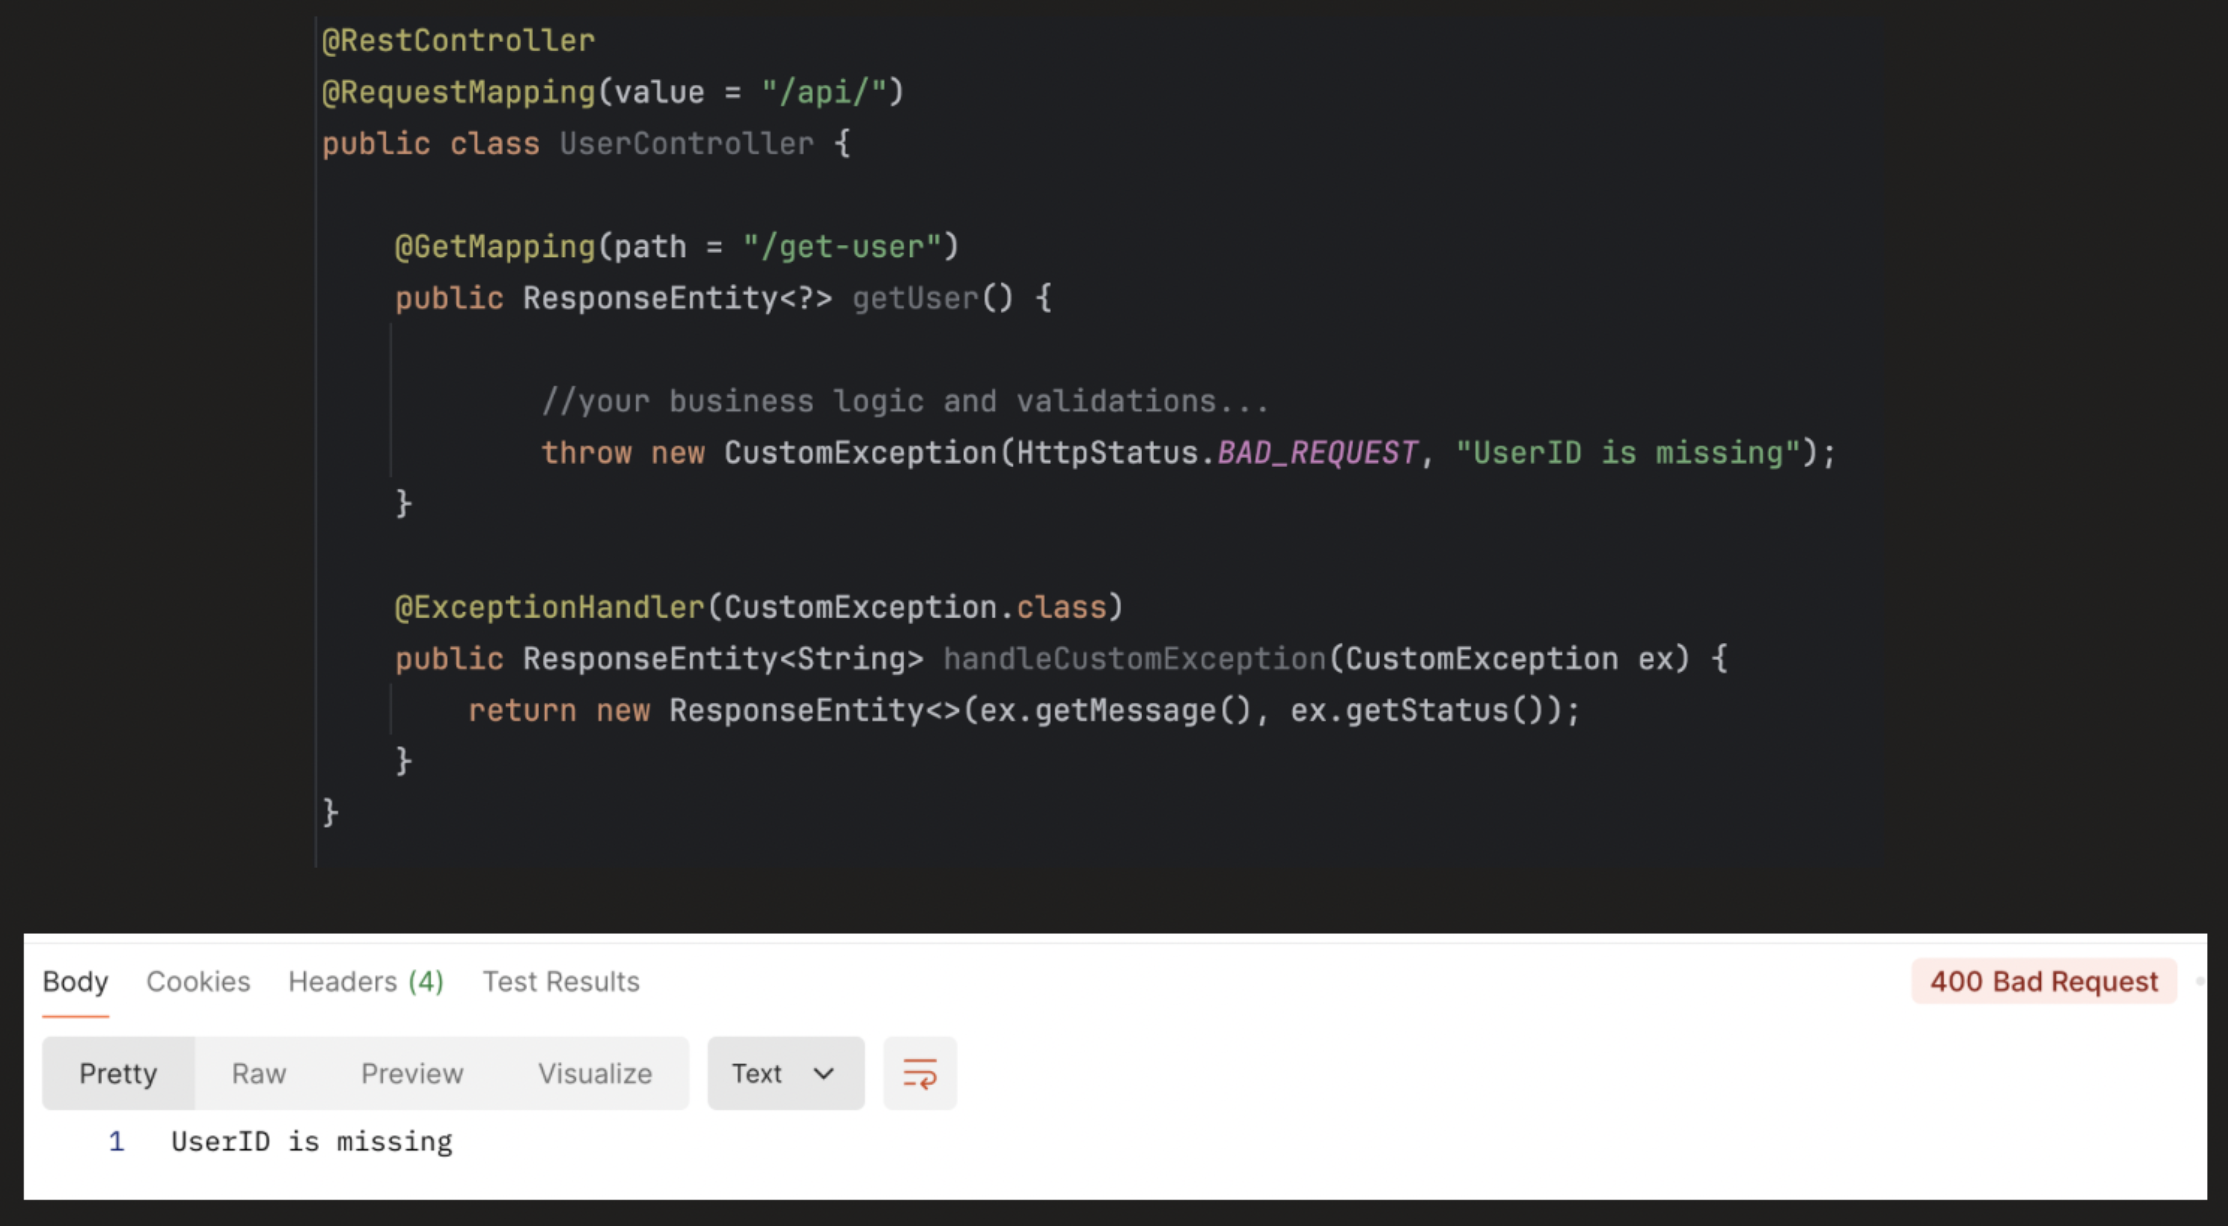 @RestController
@RequestMapping(value = "/api/")
public class UserController {
@GetMapping(path = "/get-user")
public ResponseEntity<?> getUser() {
//your business logic and validations...
throw new CustomException(HttpStatus.BAD_REQUEST, "UserID is missing");
}
@ExceptionHandler(CustomException.class)
public ResponseEntity<String> handleCustomException(CustomException ex) {
return new ResponseEntity<>(ex.getMessage(), ex.getStatus());
}
}
Body Cookies Headers (4) Test Results 400 Bad Request
Pretty Raw Preview Visualize Text
1 UserID is missing